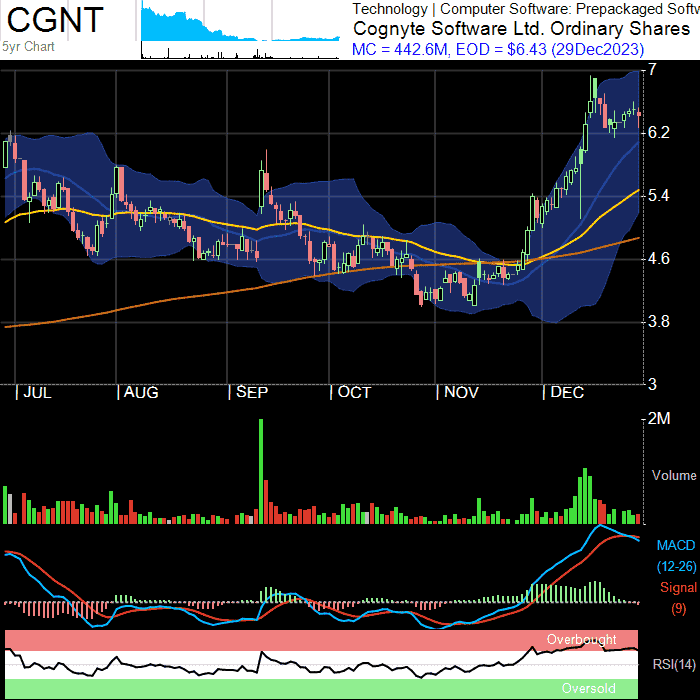 CGNT
5yr Chart
Technology | Computer Software: Prepackaged Softw
Cognyte Software Ltd. Ordinary Shares
MC = 442.6M, EOD = $6.43 (29Dec2023)
7
6.2
5.4
4.6
3.8
3
| JUL | AUG | SEP | OCT | NOV | DEC
2M
Volume
MACD
(12-26)
Signal
(9)
Overbought
RSI(14)
Oversold